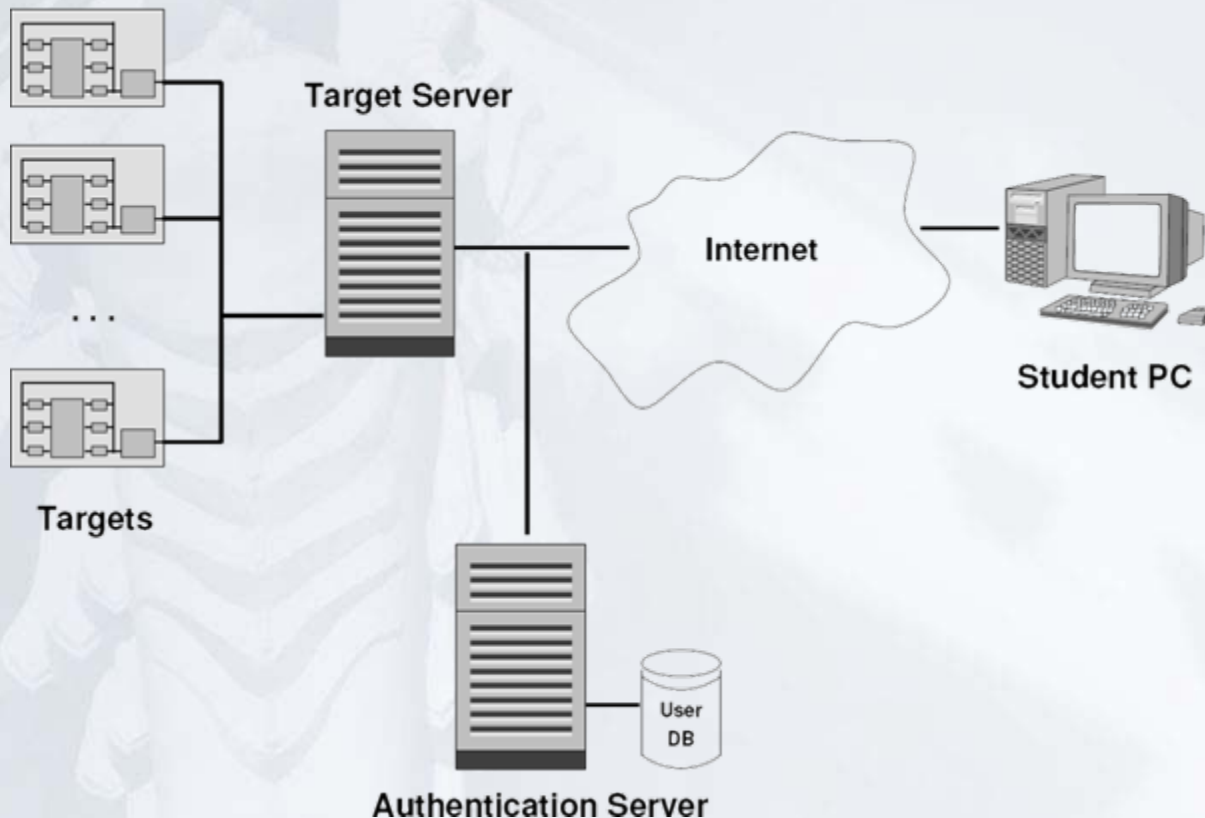 Target Server
Internet
Student PC
. . .
Targets
User
DB
Authentication Server